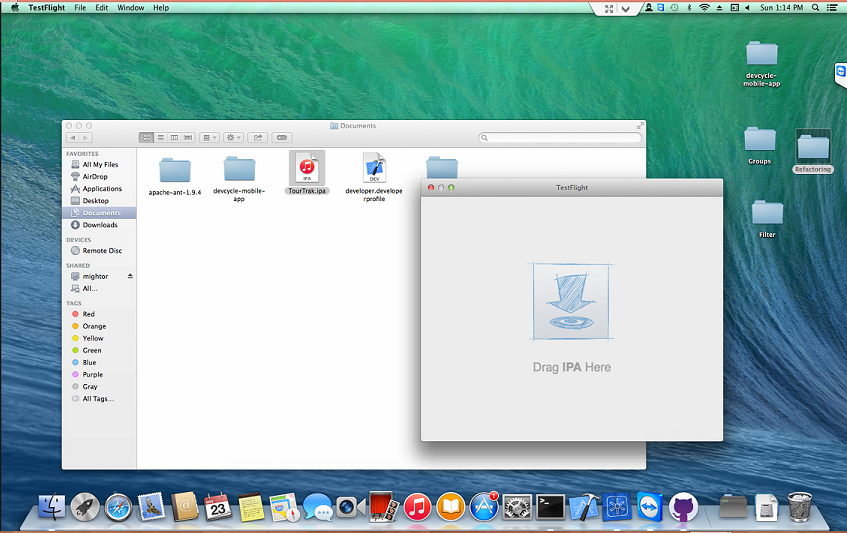 TestFlight File Edit Window Help
Sun 1:14 PM
devcycle-
mobile-app
Groups
Refactoring
Filter
Documents
FAVORITES
All My Files
AirDrop
Applications
Desktop
Documents
Downloads
DEVICES
Remote Disc
SHARED
mightor
All...
TAGS
Red
Orange
Yellow
Green
Blue
Purple
Gray
All Tags...
apache-ant-1.9.4
devcycle-mobile-
app
IPA
TourTrak.ipa
DEV
developer.develope
rprofile
TestFlight
Drag IPA Here
23
1